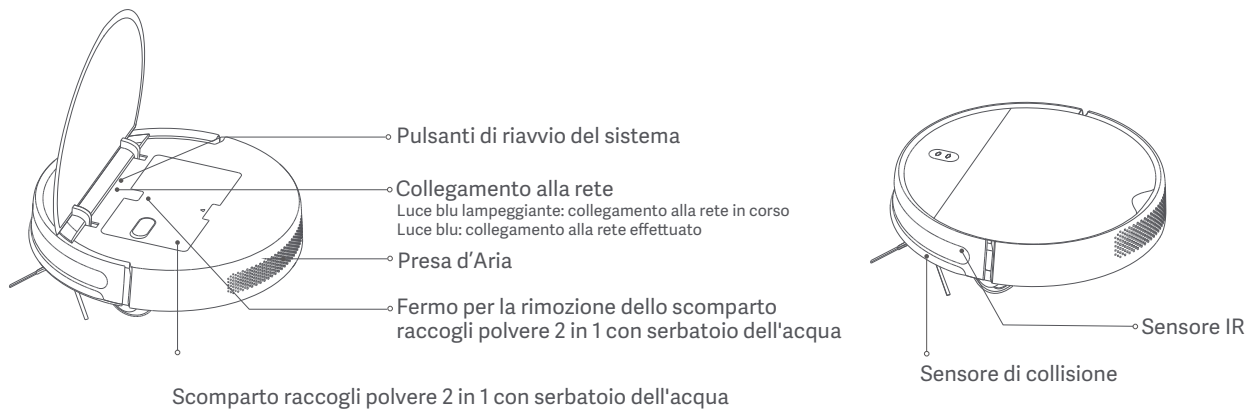 Pulsanti di riavvio del sistema
Collegamento alla rete
Luce blu lampeggiante: collegamento alla rete in corso
Luce blu: collegamento alla rete effettuato
Presa d’Aria
Fermo per la rimozione dello scomparto
raccogli polvere 2 in 1 con serbatoio dell'acqua
Scomparto raccogli polvere 2 in 1 con serbatoio dell'acqua
Sensore IR
Sensore di collisione